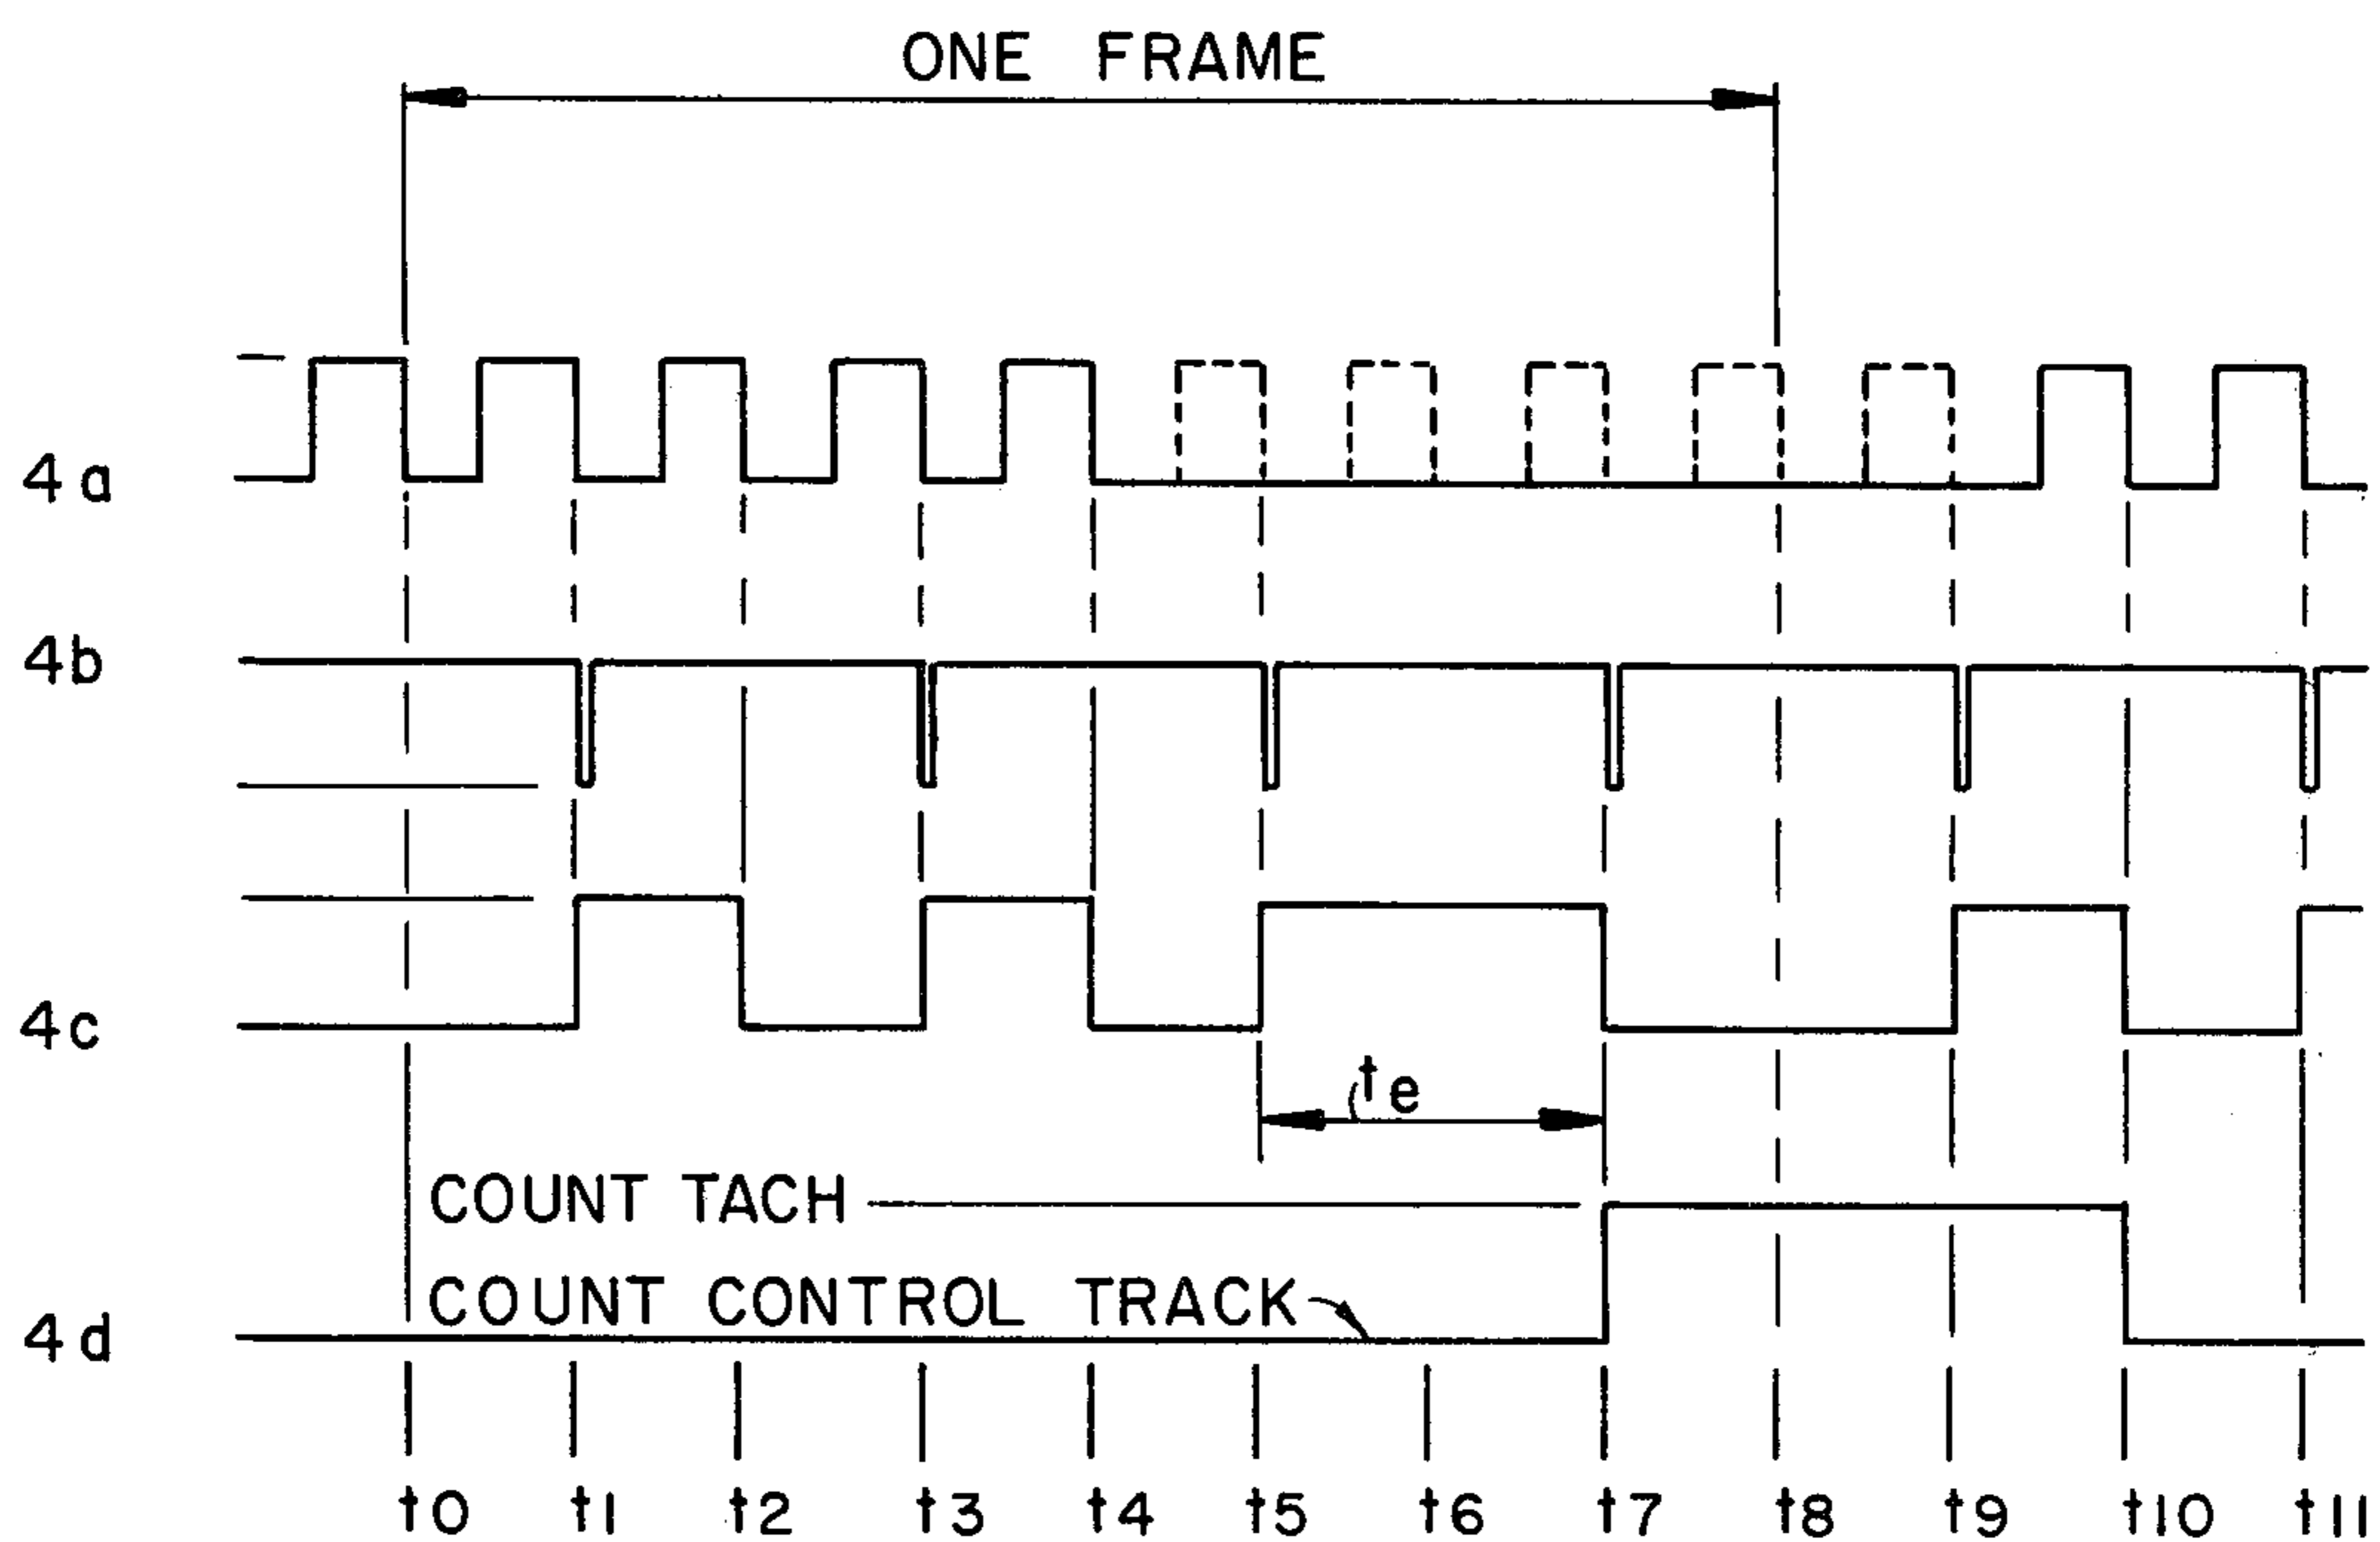 ONE FRAME
4a
4b
4c
te
COUNT TACH
COUNT CONTROL TRACK
4d
t0 t1 t2 t3 t4 t5 t6 t7 t8 t9 t10 t11